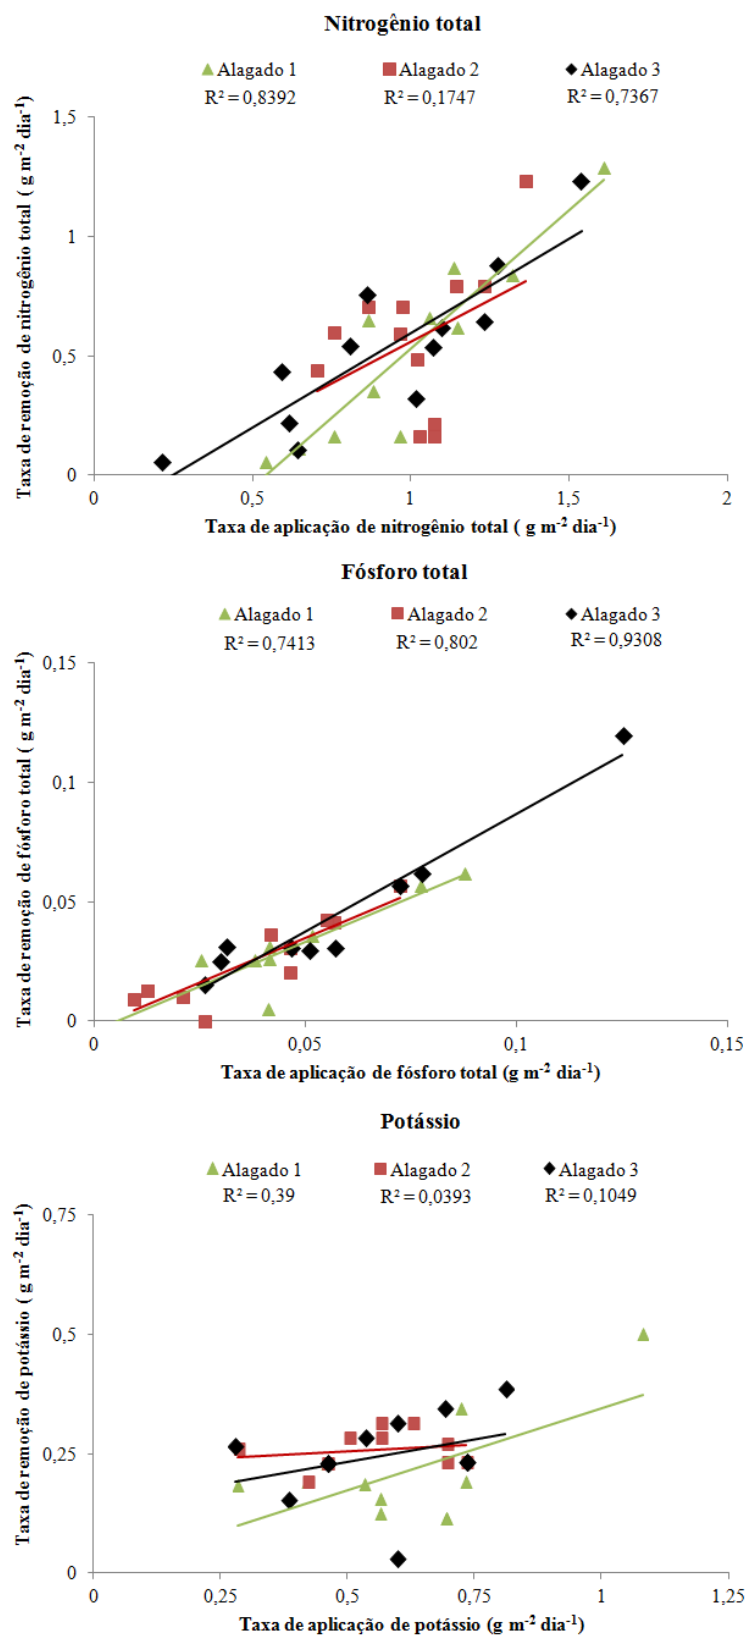 Nitrogênio total
Alagado 1 Alagado 2 Alagado 3
R² = 0,8392 R² = 0,1747 R² = 0,7367
Taxa de remoção de nitrogênio total ( g m⁻² dia⁻¹)
1,5
1
0,5
0
0 0,5 1 1,5 2
Taxa de aplicação de nitrogênio total ( g m⁻² dia⁻¹)
Fósforo total
Alagado 1 Alagado 2 Alagado 3
R² = 0,7413 R² = 0,802 R² = 0,9308
Taxa de remoção de fósforo total ( g m⁻² dia⁻¹)
0,15
0,1
0,05
0
0 0,05 0,1 0,15
Taxa de aplicação de fósforo total (g m⁻² dia⁻¹)
Potássio
Alagado 1 Alagado 2 Alagado 3
R² = 0,39 R² = 0,0393 R² = 0,1049
Taxa de remoção de potássio ( g m⁻² dia⁻¹)
0,75
0,5
0,25
0
0 0,25 0,5 0,75 1 1,25
Taxa de aplicação de potássio (g m⁻² dia⁻¹)